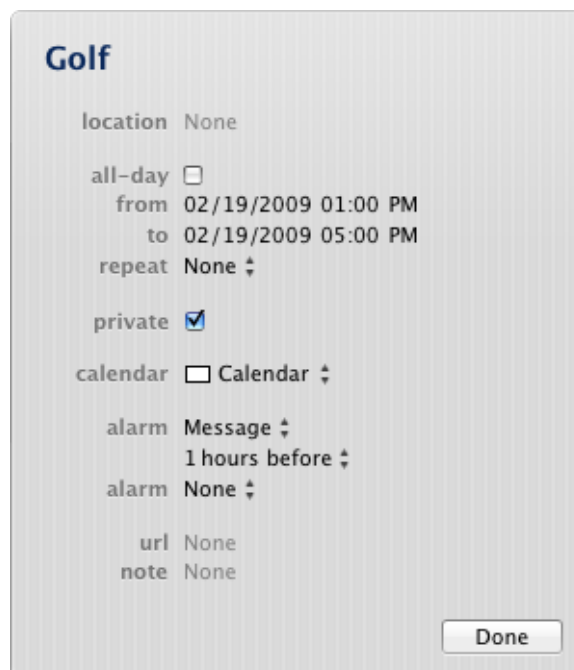 Golf
location None
all-day
from 02/19/2009 01:00 PM
to 02/19/2009 05:00 PM
repeat None
private
calendar Calendar
alarm Message
1 hours before
alarm None
url None
note None
Done